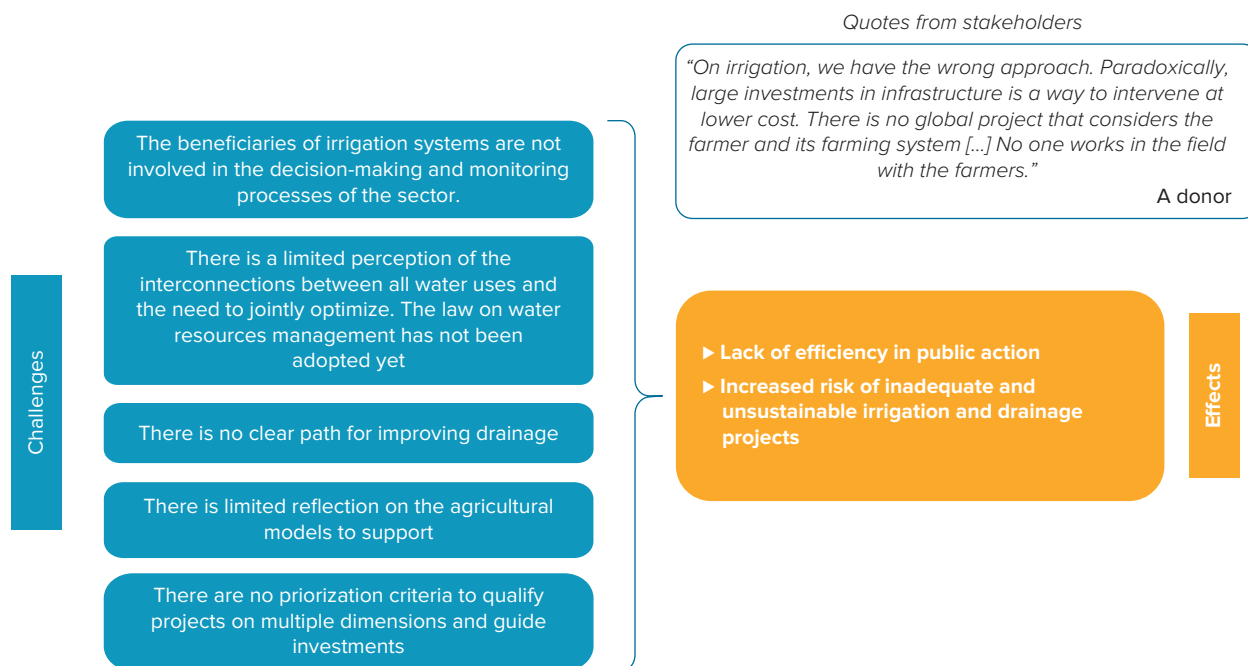 Quotes from stakeholders
“On irrigation, we have the wrong approach. Paradoxically,
large investments in infrastructure is a way to intervene at
lower cost. There is no global project that considers the
farmer and its farming system [...] No one works in the field
with the farmers.”
A donor
Challenges
The beneficiaries of irrigation systems are not
involved in the decision-making and monitoring
processes of the sector.
There is a limited perception of the
interconnections between all water uses and
the need to jointly optimize. The law on water
resources management has not been
adopted yet
There is no clear path for improving drainage
There is limited reflection on the agricultural
models to support
There are no priorization criteria to qualify
projects on multiple dimensions and guide
investments
▶ Lack of efficiency in public action
▶ Increased risk of inadequate and
unsustainable irrigation and drainage
projects
Effects